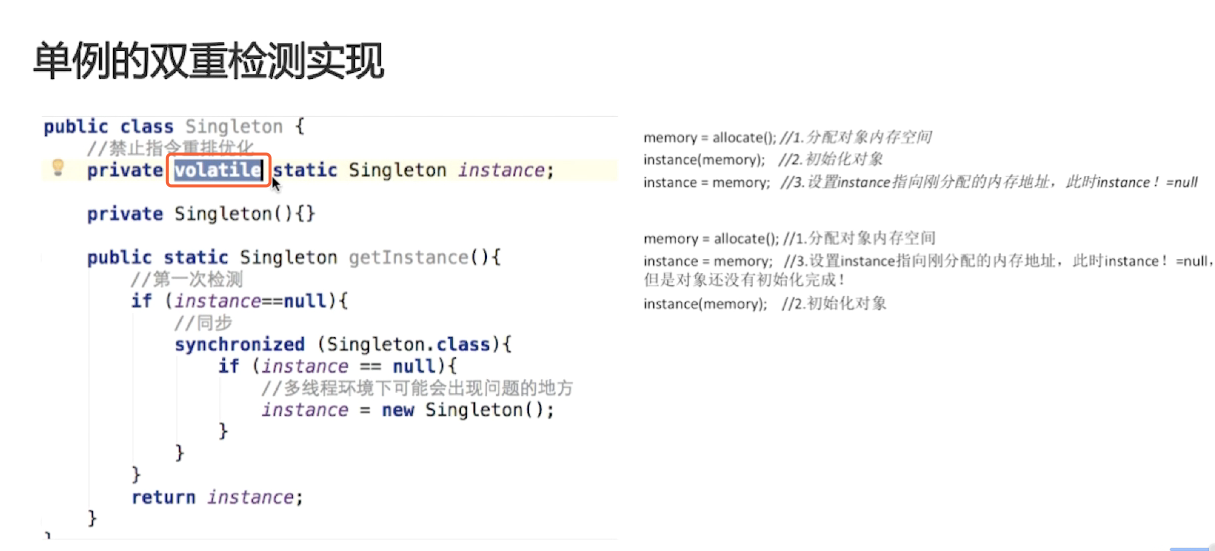 单例的双重检测实现
public class Singleton {
//禁止指令重排优化
private volatile static Singleton instance;
private Singleton(){}
public static Singleton getInstance(){
//第一次检测
if (instance==null){
//同步
synchronized (Singleton.class){
if (instance == null){
//多线程环境下可能会出现问题的地方
instance = new Singleton();
}
}
}
return instance;
}
}
memory = allocate(); //1.分配对象内存空间
instance(memory); //2.初始化对象
instance = memory; //3.设置instance指向刚分配的内存地址，此时instance！=null
memory = allocate(); //1.分配对象内存空间
instance = memory; //3.设置instance指向刚分配的内存地址，此时instance！=null，
但是对象还没有初始化完成！
instance(memory); //2.初始化对象